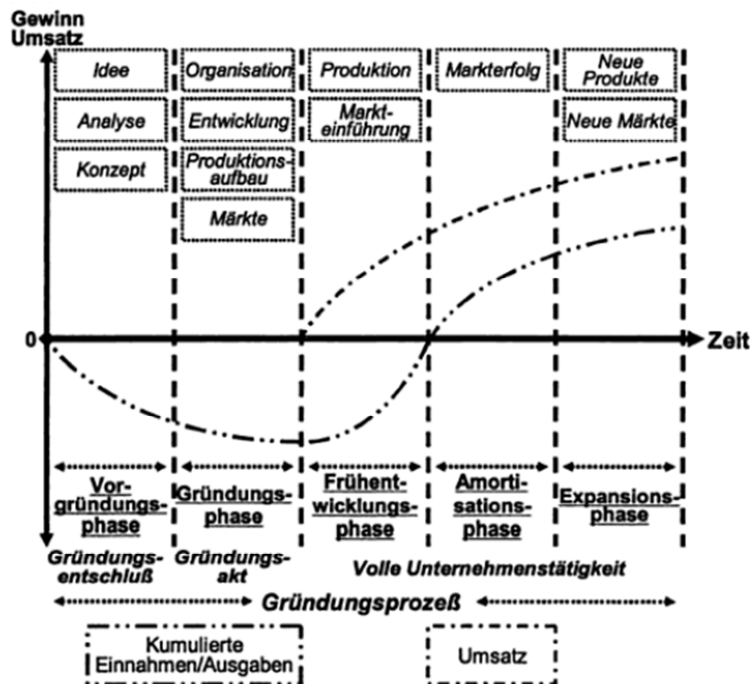 Gewinn
Umsatz
Idee
Organisation
Produktion
Markterfolg
Neue
Produkte
Analyse
Entwicklung
Markt-
einführung
Neue Märkte
Konzept
Produktions-
aufbau
Märkte
0
Zeit
Vor-
gründungs-
phase
Gründungs-
phase
Frühent-
wicklungs-
phase
Amorti-
sations-
phase
Expansions-
phase
Gründungs-
entschluß
Gründungs-
akt
Volle Unternehmenstätigkeit
Gründungsprozeß
Kumulierte
Einnahmen/Ausgaben
Umsatz